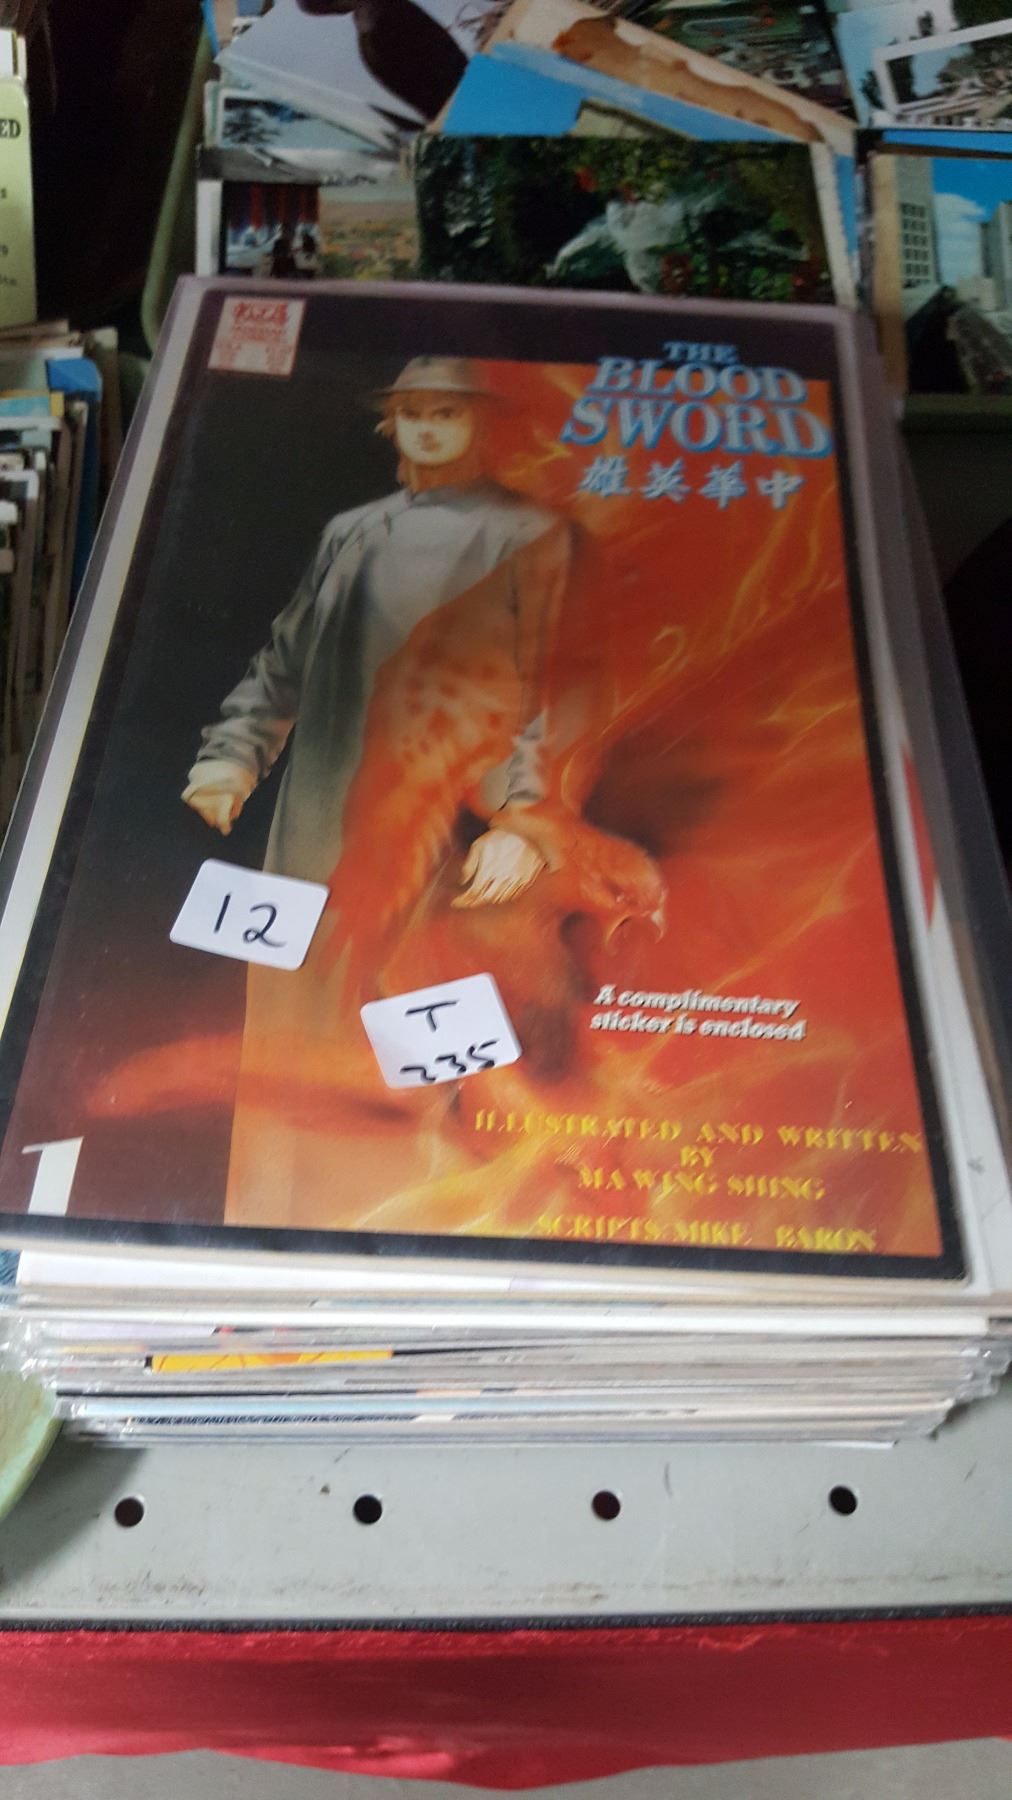 ED
THE
BLOOD
SWORD
雄英華中
12
T
235
A complimentary
sticker is enclosed
ILLUSTRATED AND WRITTEN
BY
MA WING SHING
SCRIPTS: MIKE BARON
1